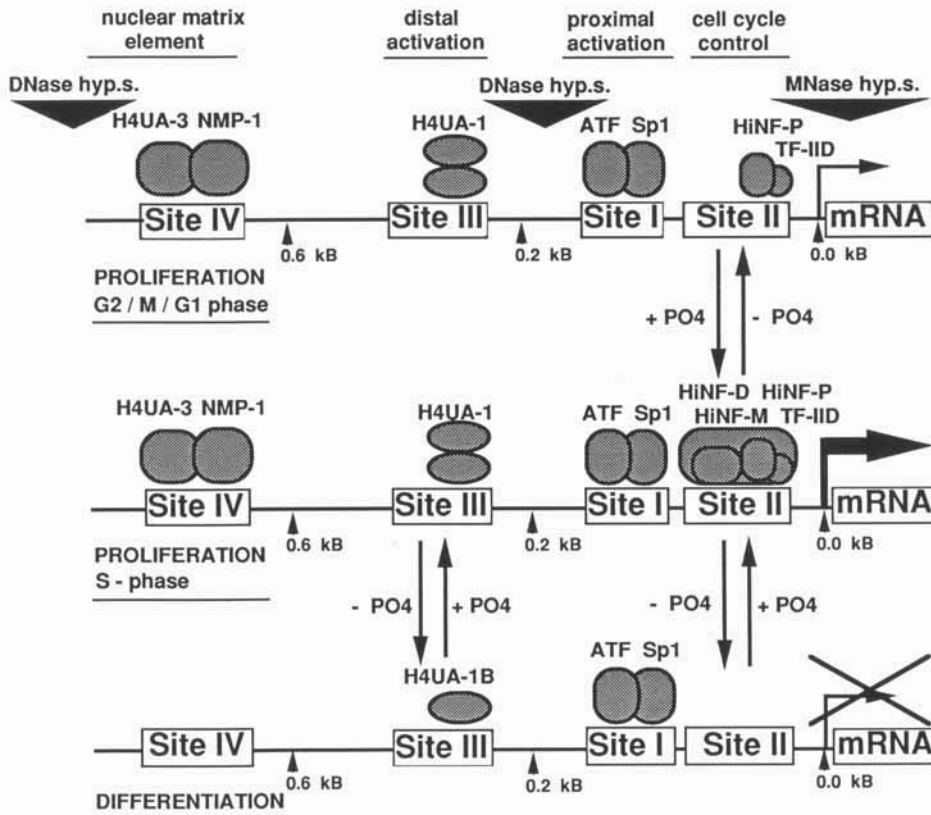 nuclear matrix element
distal activation
proximal activation
cell cycle control
DNase hyp.s.
DNase hyp.s.
MNase hyp.s.
H4UA-3 NMP-1
H4UA-1
ATF Sp1
HiNF-P
TF-IID
Site IV
Site III
Site I
Site II
mRNA
0.6 kB
0.2 kB
0.0 kB
PROLIFERATION
G2 / M / G1 phase
+ PO4
- PO4
H4UA-3 NMP-1
H4UA-1
ATF Sp1
HiNF-D HiNF-P
HiNF-M TF-IID
Site IV
Site III
Site I
Site II
mRNA
0.6 kB
0.2 kB
0.0 kB
PROLIFERATION
S - phase
- PO4
+ PO4
- PO4
+ PO4
H4UA-1B
ATF Sp1
Site IV
Site III
Site I
Site II
mRNA
0.6 kB
0.2 kB
0.0 kB
DIFFERENTIATION